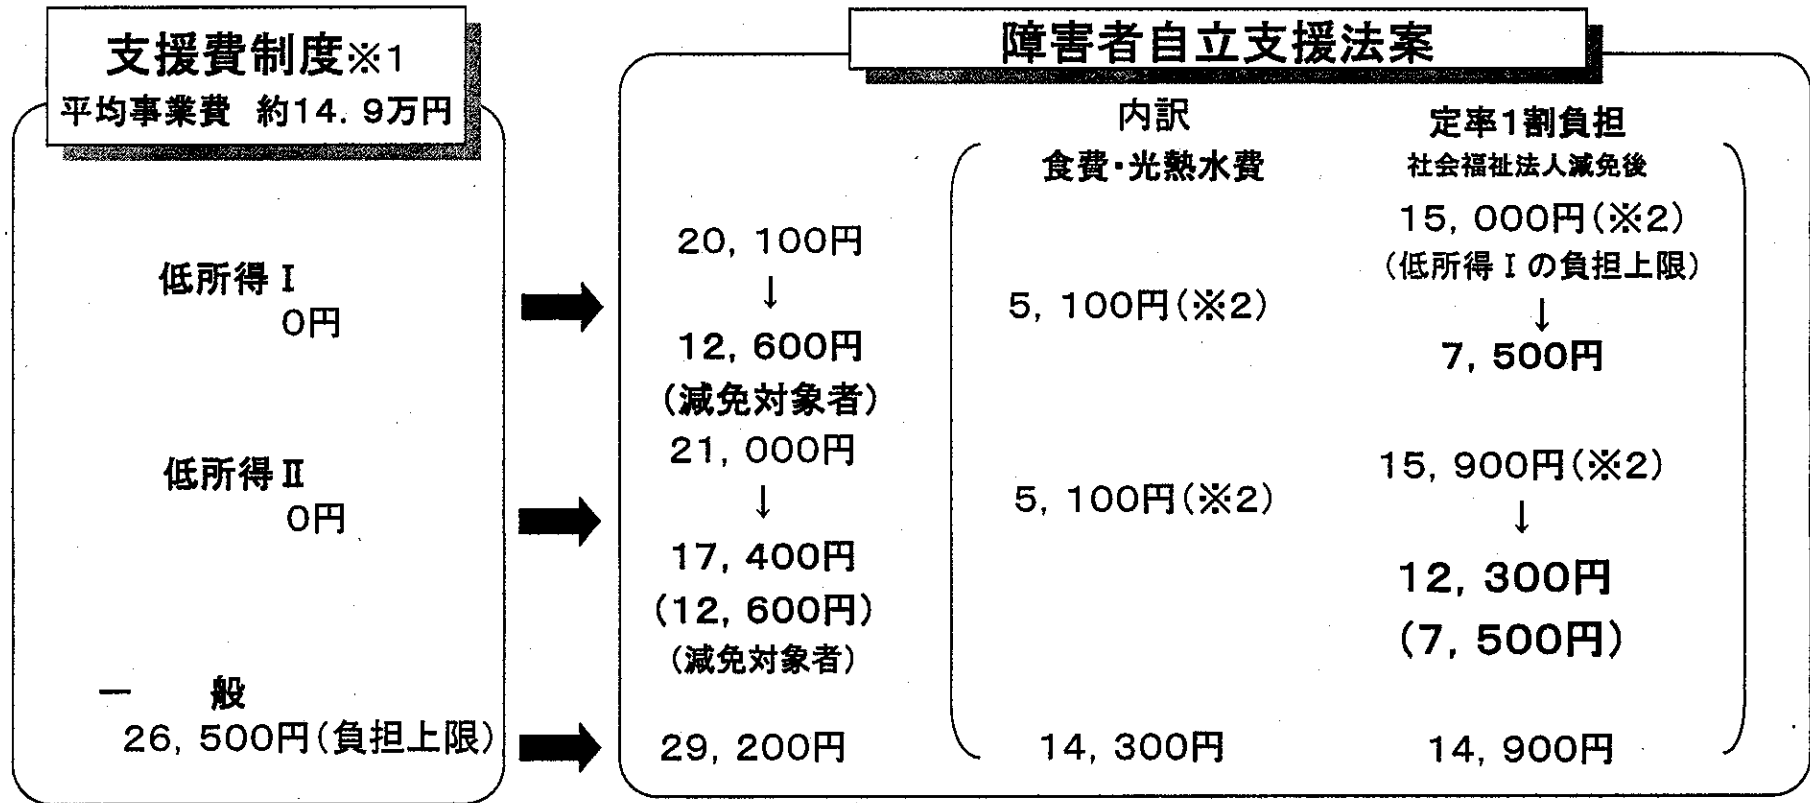 支援費制度※1
平均事業費 約14．9万円
低所得Ⅰ
0円
低所得Ⅱ
0円
一 般
26，500円（負担上限）
障害者自立支援法案
20，100円
↓
12，600円
（減免対象者）
21，000円
↓
17，400円
（12，600円）
（減免対象者）
29，200円
内訳
食費・光熱水費
5，100円（※2）
5，100円（※2）
14，300円
定率1割負担
社会福祉法人減免後
15，000円（※2）
（低所得Ⅰの負担上限）
↓
7，500円
15，900円（※2）
↓
12，300円
（7，500円）
14，900円